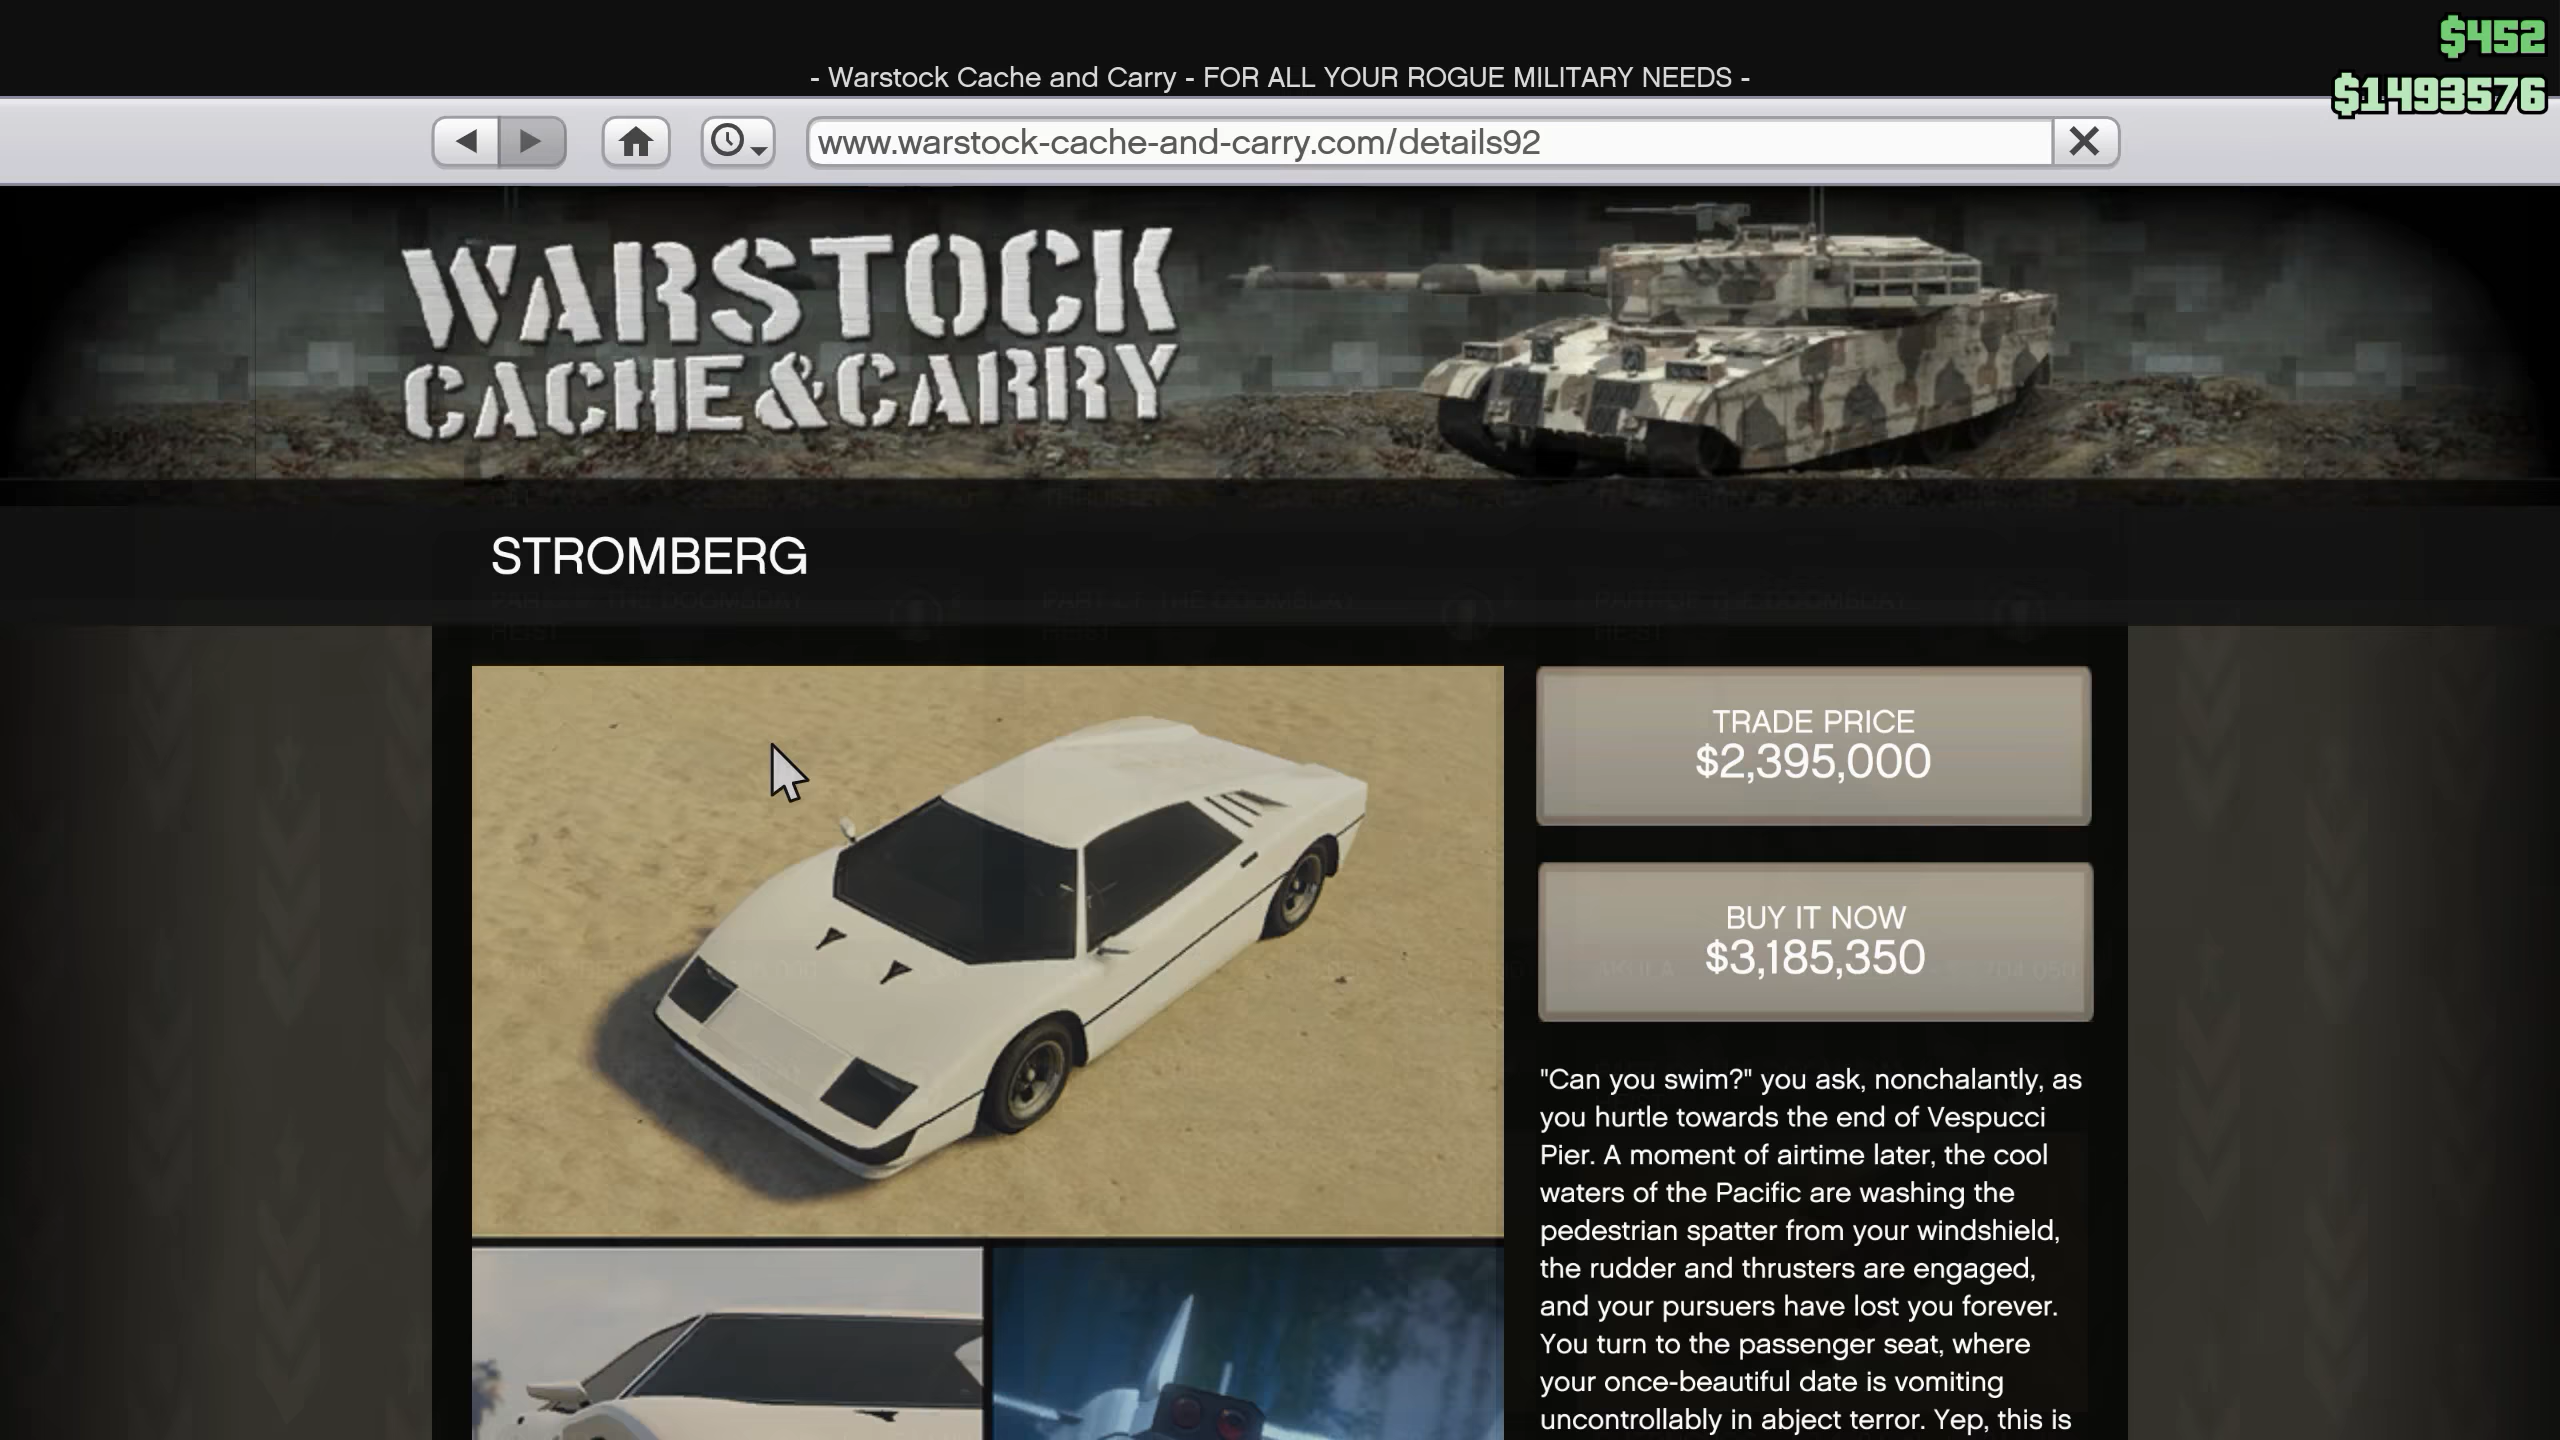 $452
- Warstock Cache and Carry - FOR ALL YOUR ROGUE MILITARY NEEDS -
$1493576
www.warstock-cache-and-carry.com/details92
WARSTOCK
CACHE&CARRY
STROMBERG
TRADE PRICE
$2,395,000
BUY IT NOW
$3,185,350
"Can you swim?" you ask, nonchalantly, as
you hurtle towards the end of Vespucci
Pier. A moment of airtime later, the cool
waters of the Pacific are washing the
pedestrian spatter from your windshield,
the rudder and thrusters are engaged,
and your pursuers have lost you forever.
You turn to the passenger seat, where
your once-beautiful date is vomiting
uncontrollably in abject terror. Yep, this is